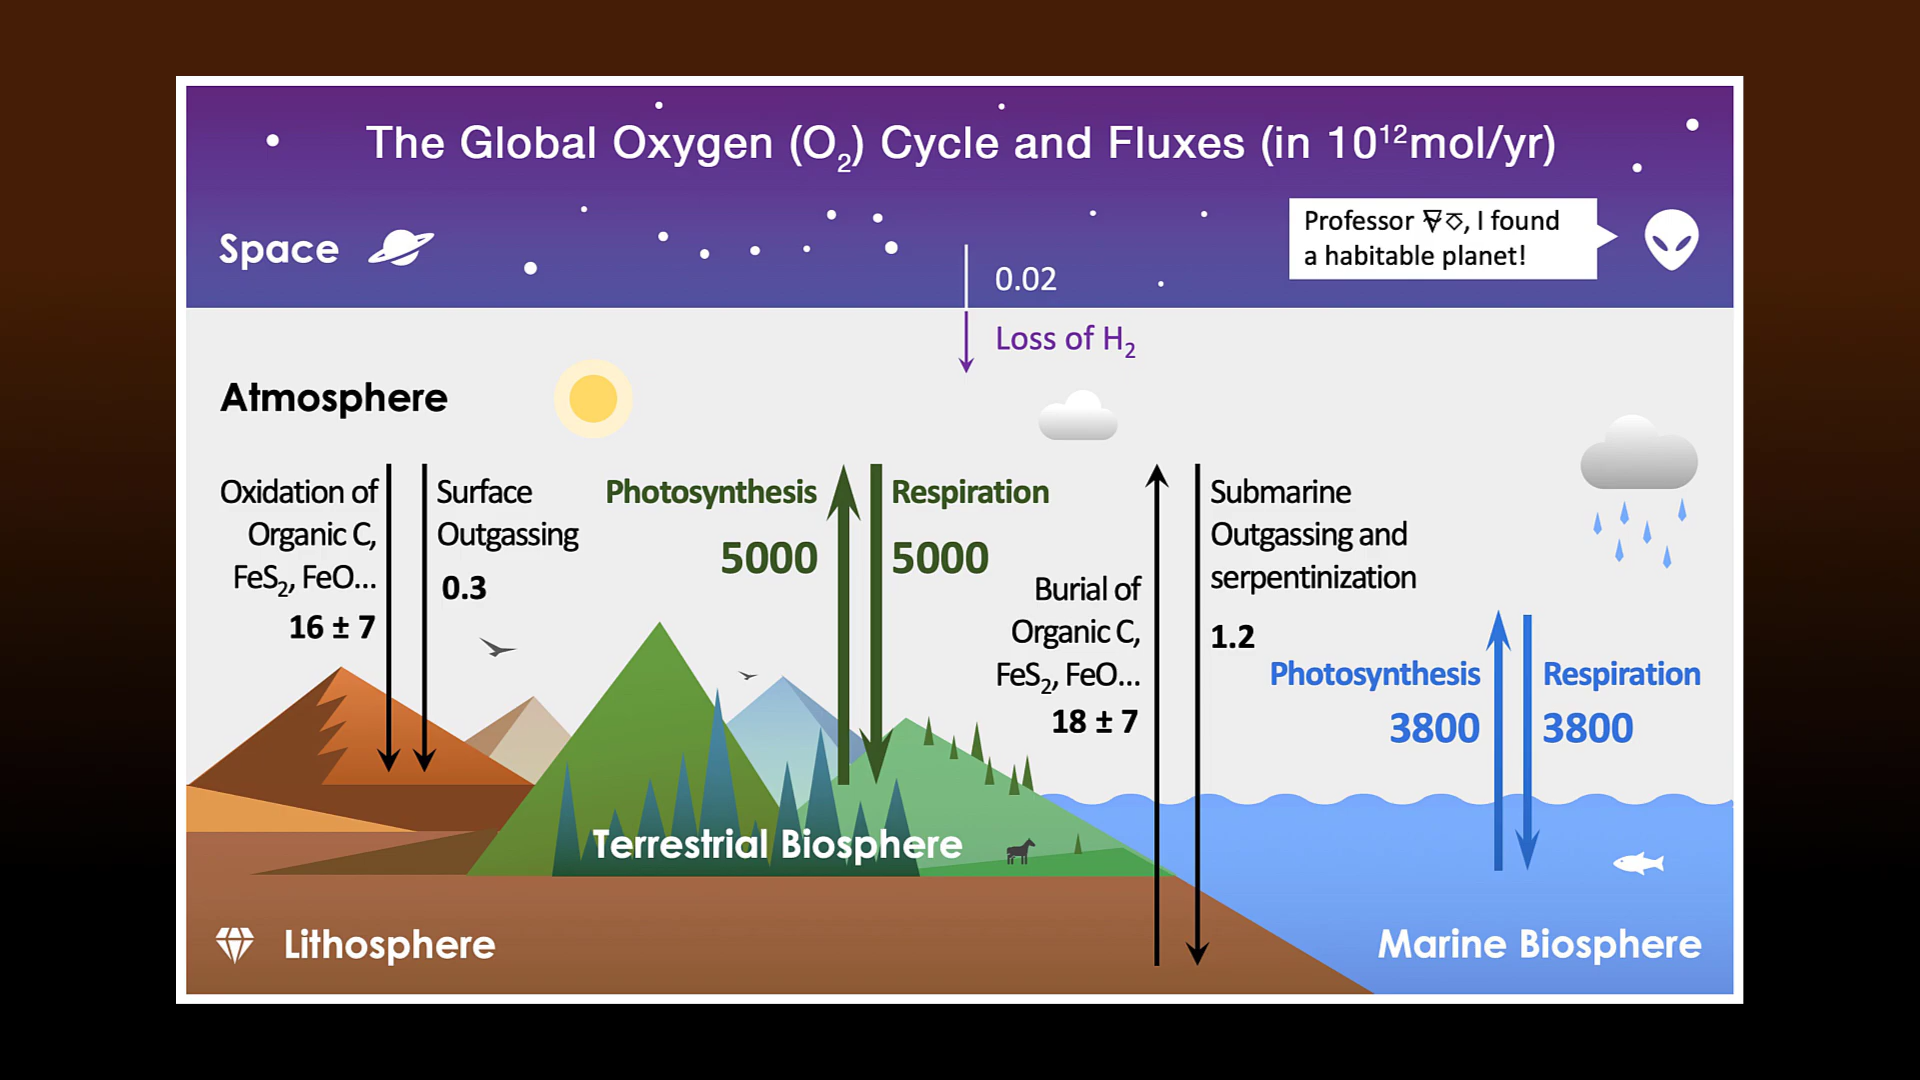 The Global Oxygen (O₂) Cycle and Fluxes (in 10¹²mol/yr)
Space
Professor, I found
a habitable planet!
0.02
Loss of H₂
Atmosphere
Oxidation of
Organic C,
FeS₂, FeO...
16 ± 7
Surface
Outgassing
0.3
Photosynthesis
5000
Respiration
5000
Burial of
Organic C,
FeS₂, FeO...
18 ± 7
Submarine
Outgassing and
serpentinization
1.2
Photosynthesis
3800
Respiration
3800
Terrestrial Biosphere
Lithosphere
Marine Biosphere